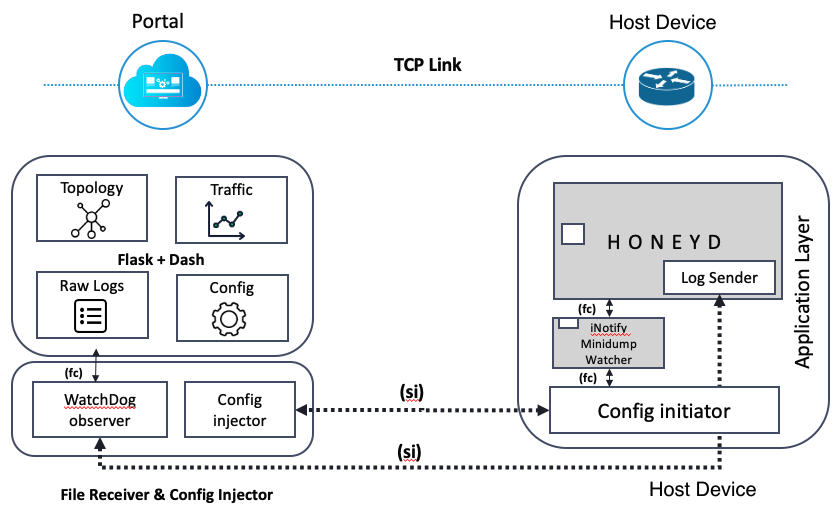 Portal
Host Device
TCP Link
Topology
Traffic
Flask + Dash
Raw Logs
Config
(fc)
WatchDog
observer
Config
injector
File Receiver & Config Injector
(si)
(si)
HONEYD
Log Sender
(fc)
iNotify
Minidump
Watcher
(fc)
Config initiator
Application Layer
Host Device